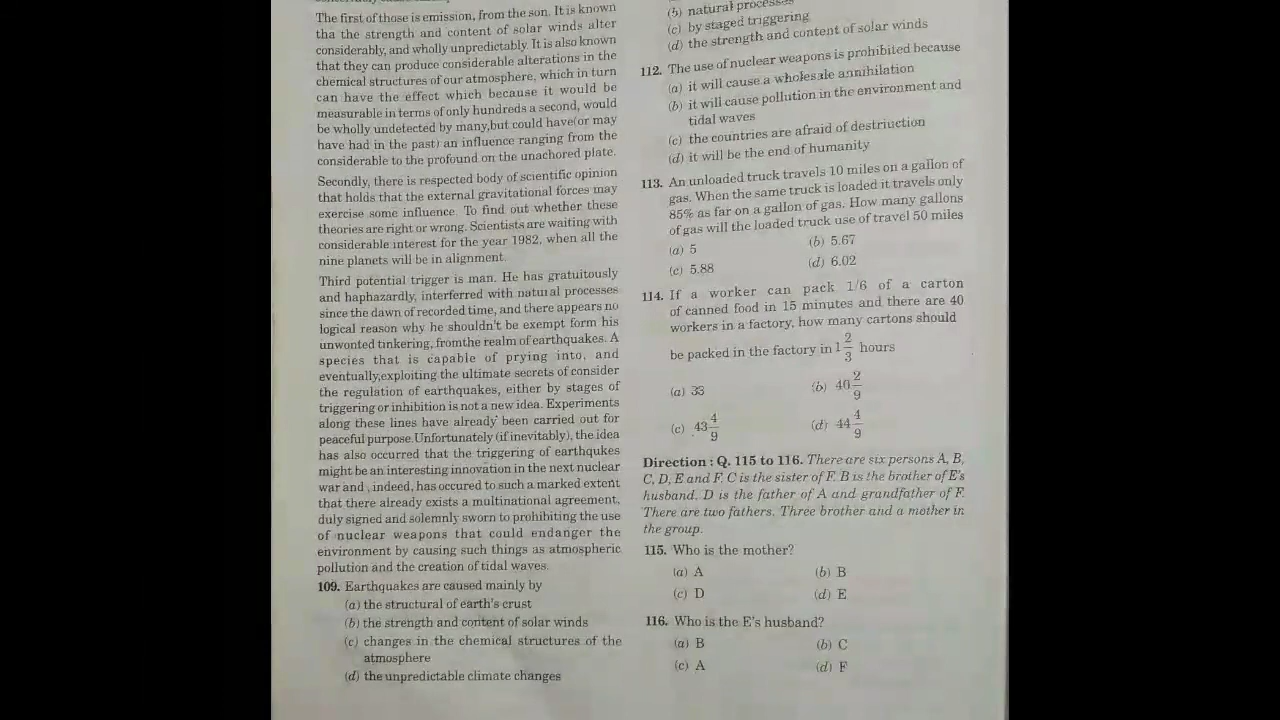 The first of those is emission, from the son. It is known
tha the strength and content of solar winds alter
considerably, and wholly unpredictably. It is also known
that they can produce considerable alterations in the
chemical structures of our atmosphere, which in turn
can have the effect which because it would be
measurable in terms of only hundreds a second, would
be wholly undetected by many,but could have(or may
have had in the past) an influence ranging from the
considerable to the profound on the unachored plate.
Secondly, there is respected body of scientific opinion
that holds that the external gravitational forces may
exercise some influence. To find out whether these
theories are right or wrong. Scientists are waiting with
considerable interest for the year 1982, when all the
nine planets will be in alignment.
Third potential trigger is man. He has gratuitously
and haphazardly, interferred with natural processes
since the dawn of recorded time, and there appears no
logical reason why he shouldn't be exempt form his
unwonted tinkering, fromthe realm of earthquakes. A
species that is capable of prying into, and
eventually,exploiting the ultimate secrets of consider
the regulation of earthquakes, either by stages of
triggering or inhibition is not a new idea. Experiments
along these lines have already been carried out for
peaceful purpose.Unfortunately (if inevitably), the idea
has also occurred that the triggering of earthqukes
might be an interesting innovation in the next nuclear
war and , indeed, has occured to such a marked extent
that there already exists a multinational agreement,
duly signed and solemnly sworn to prohibiting the use
of nuclear weapons that could endanger the
environment by causing such things as atmospheric
pollution and the creation of tidal waves.
109. Earthquakes are caused mainly by
(a) the structural of earth's crust
(b) the strength and content of solar winds
(c) changes in the chemical structures of the
atmosphere
(d) the unpredictable climate changes
(b) natural processes
(c) by staged triggering
(d) the strength and content of solar winds
112. The use of nuclear weapons is prohibited because
(a) it will cause a wholesale annihilation
(b) it will cause pollution in the environment and
tidal waves
(c) the countries are afraid of destriuction
(d) it will be the end of humanity
113. An unloaded truck travels 10 miles on a gallon of
gas. When the same truck is loaded it travels only
85% as far on a gallon of gas. How many gallons
of gas will the loaded truck use of travel 50 miles
(a) 5 (b) 5.67
(c) 5.88 (d) 6.02
114. If a worker can pack 1/6 of a carton
of canned food in 15 minutes and there are 40
workers in a factory, how many cartons should
be packed in the factory in 1 2/3 hours
(a) 33 (b) 40 2/9
(c) 43 4/9 (d) 44 4/9
Direction : Q. 115 to 116. There are six persons A, B,
C, D, E and F. C is the sister of F. B is the brother of E's
husband. D is the father of A and grandfather of F.
There are two fathers. Three brother and a mother in
the group.
115. Who is the mother?
(a) A (b) B
(c) D (d) E
116. Who is the E's husband?
(a) B (b) C
(c) A (d) F